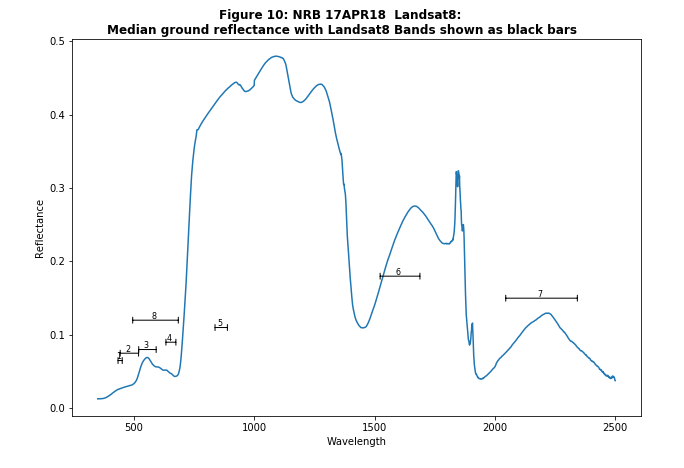 Figure 10: NRB 17APR18  Landsat8:
Median ground reflectance with Landsat8 Bands shown as black bars
0.5
0.4
0.3
0.2
0.1
0.0
Reflectance
8
5
4
3
2
1
6
7
500 1000 1500 2000 2500
Wavelength